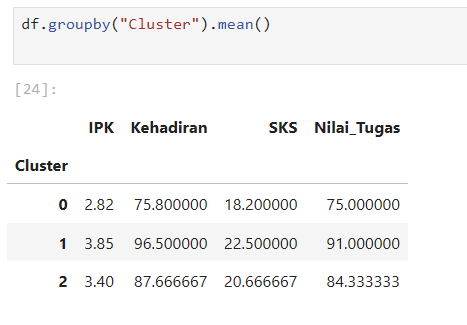 df.groupby("Cluster").mean()
[24]:
IPK Kehadiran SKS Nilai_Tugas
Cluster
0 2.82 75.800000 18.200000 75.000000
1 3.85 96.500000 22.500000 91.000000
2 3.40 87.666667 20.666667 84.333333